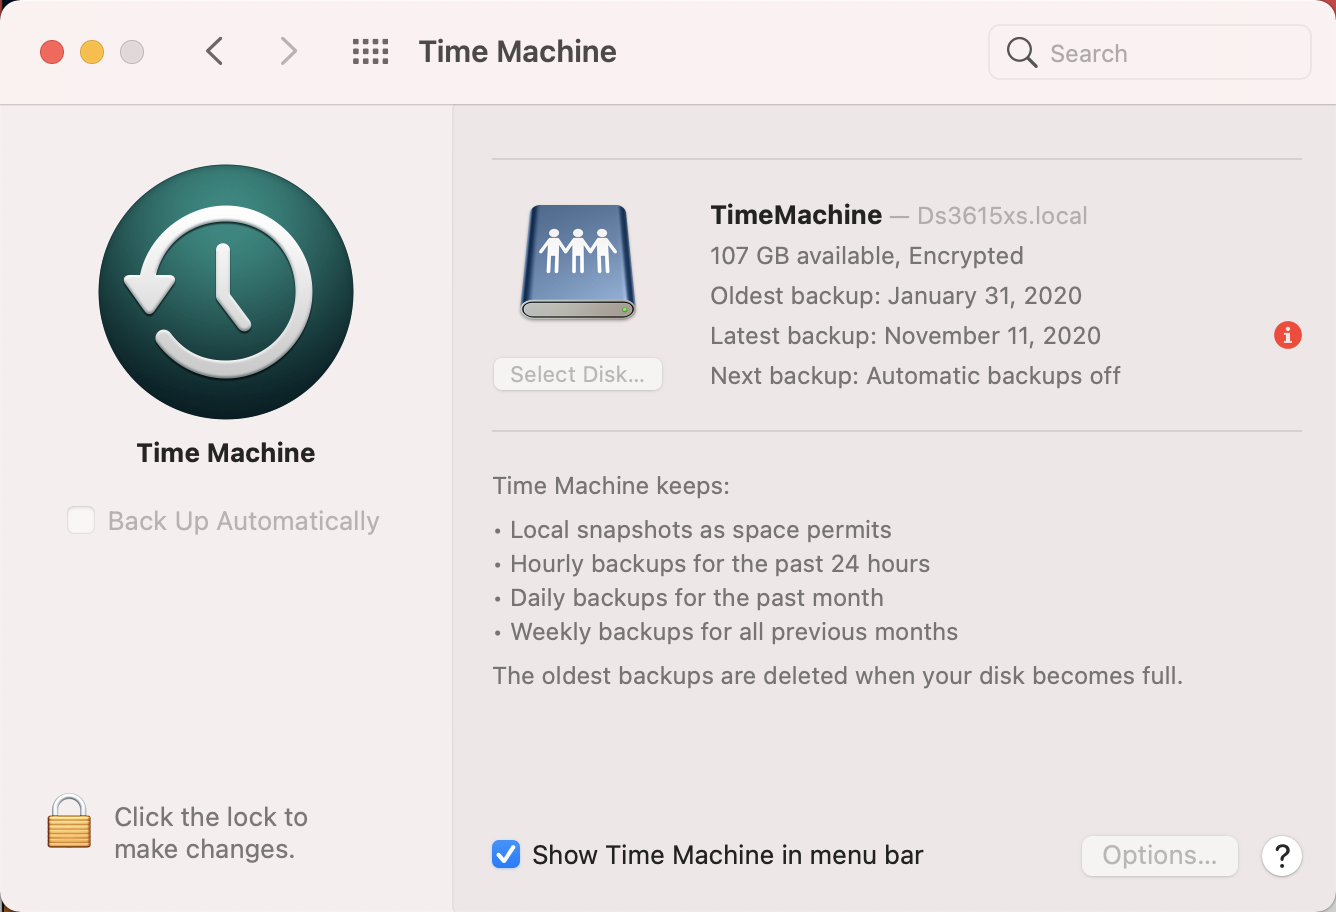 Time Machine
Search
Time Machine
Back Up Automatically
Click the lock to
make changes.
TimeMachine — Ds3615xs.local
107 GB available, Encrypted
Oldest backup: January 31, 2020
Latest backup: November 11, 2020
Next backup: Automatic backups off
Select Disk...
Time Machine keeps:
• Local snapshots as space permits
• Hourly backups for the past 24 hours
• Daily backups for the past month
• Weekly backups for all previous months
The oldest backups are deleted when your disk becomes full.
Show Time Machine in menu bar
Options...
?